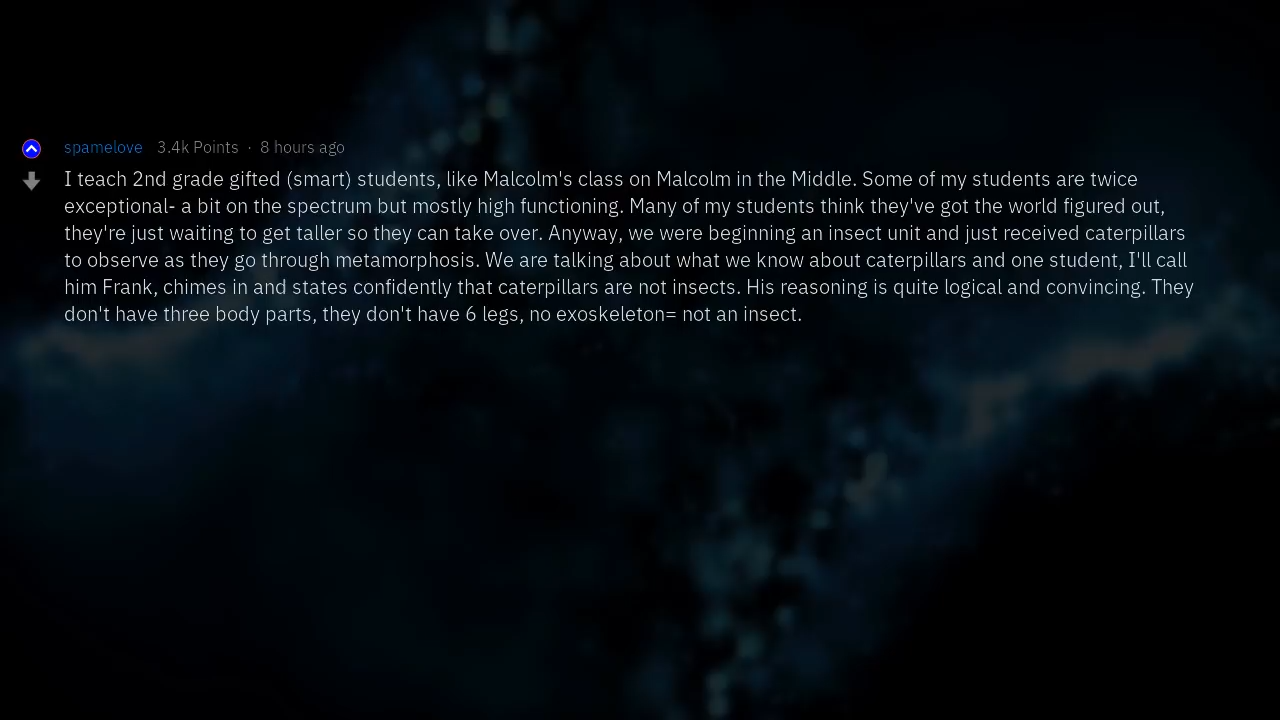 spamelove 3.4k Points · 8 hours ago
I teach 2nd grade gifted (smart) students, like Malcolm's class on Malcolm in the Middle. Some of my students are twice
exceptional- a bit on the spectrum but mostly high functioning. Many of my students think they've got the world figured out,
they're just waiting to get taller so they can take over. Anyway, we were beginning an insect unit and just received caterpillars
to observe as they go through metamorphosis. We are talking about what we know about caterpillars and one student, I'll call
him Frank, chimes in and states confidently that caterpillars are not insects. His reasoning is quite logical and convincing. They
don't have three body parts, they don't have 6 legs, no exoskeleton= not an insect.